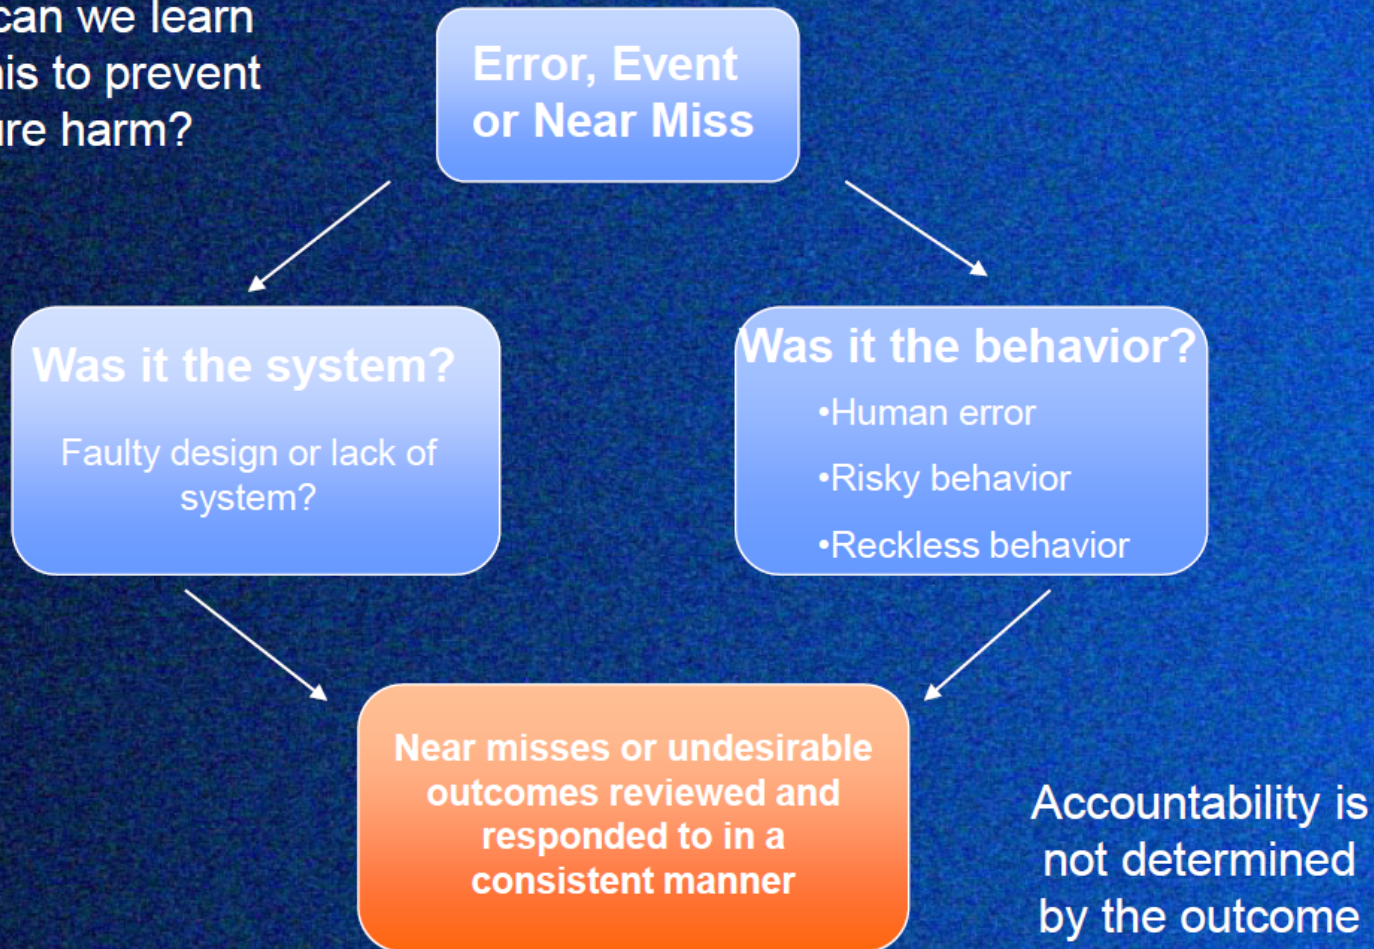 can we learn
to prevent
harm?
Error, Event
or Near Miss
Was it the system?
Faulty design or lack of
system?
Was it the behavior?
•Human error
•Risky behavior
•Reckless behavior
Near misses or undesirable
outcomes reviewed and
responded to in a
consistent manner
Accountability is
not determined
by the outcome